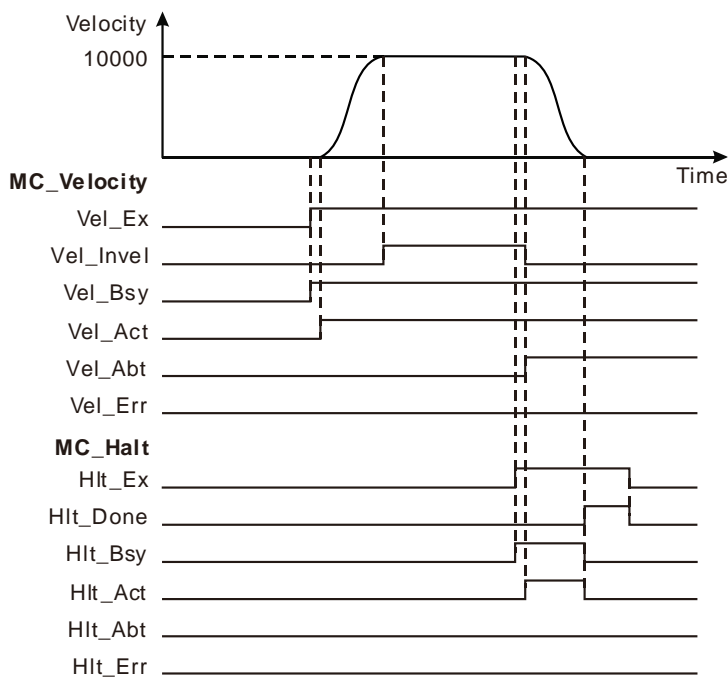 Velocity
10000
Time
MC_Velocity
Vel_Ex
Vel_Invel
Vel_Bsy
Vel_Act
Vel_Abt
Vel_Err
MC_Halt
Hlt_Ex
Hlt_Done
Hlt_Bsy
Hlt_Act
Hlt_Abt
Hlt_Err